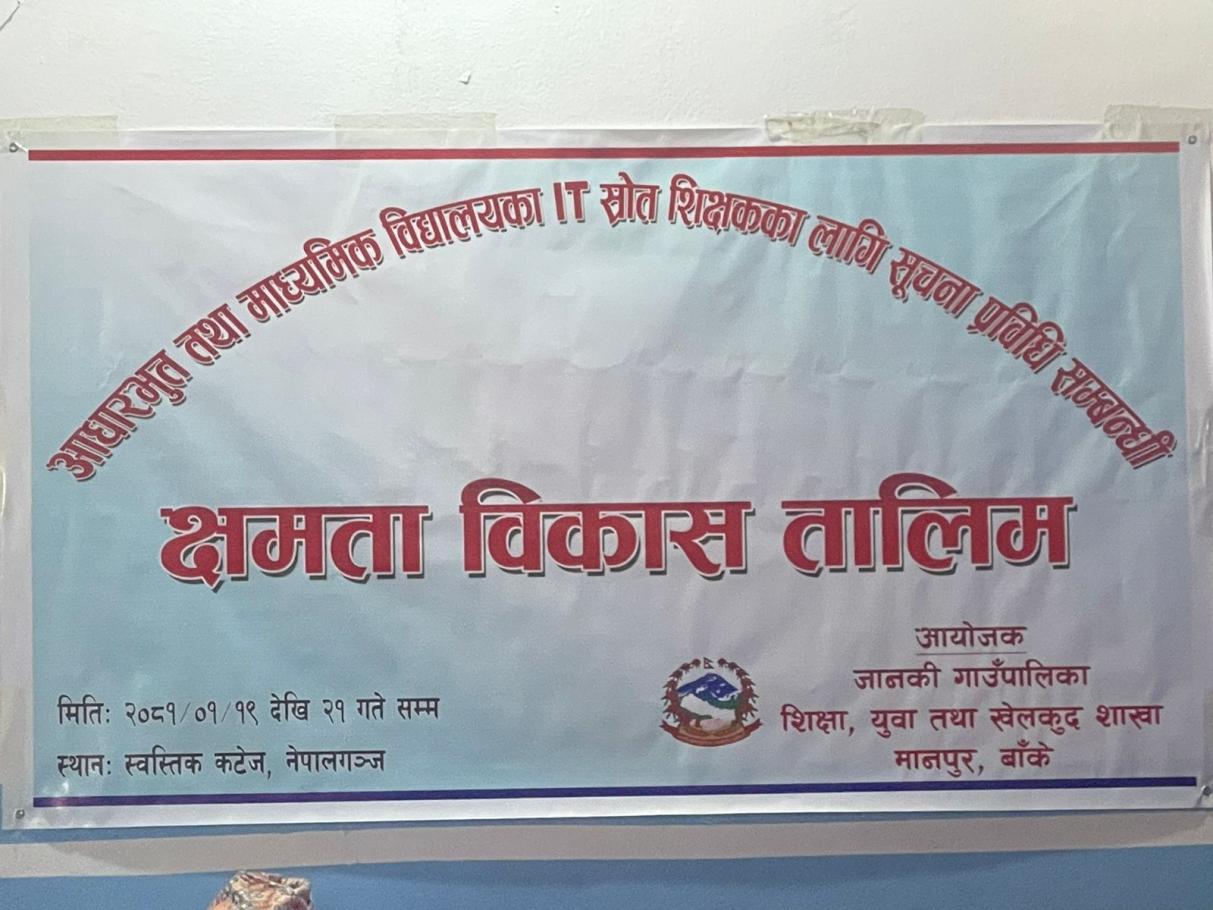 आधारभुत तथा माध्यमिक विद्यालयका IT स्रोत शिक्षकका लागि सूचना प्रविधि सम्बन्धी
क्षमता विकास तालिम
मितिः २०८१/०१/१९ देखि २१ गते सम्म
स्थानः स्वस्तिक कटेज, नेपालगञ्ज
आयोजक
जानकी गाउँपालिका
शिक्षा, युवा तथा खेलकुद शाखा
मानपुर, बाँके